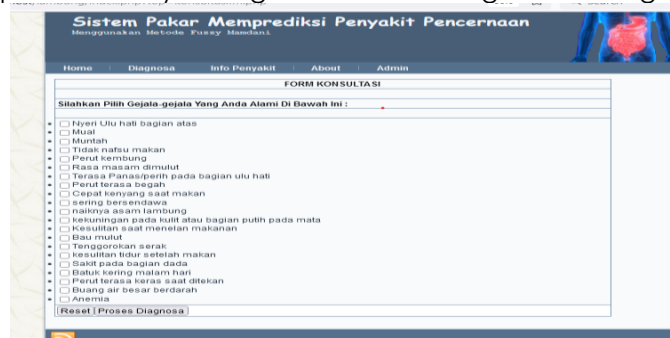 Sistem Pakar Memprediksi Penyakit Pencernaan
Menggunakan Metode Fuzzy Mamdani
Home Diagnosa Info Penyakit About Admin
FORM KONSULTASI
Silahkan Pilih Gejala-gejala Yang Anda Alami Di Bawah Ini :
Nyeri Ulu hati bagian atas
Mual
Muntah
Tidak nafsu makan
Perut kembung
Rasa masam dimulut
Terasa Panas/perih pada bagian ulu hati
Perut terasa begah
Cepat kenyang saat makan
sering bersendawa
naiknya asam lambung
kekuningan pada kulit atau bagian putih pada mata
Kesulitan saat menelan makanan
Bau mulut
Tenggorokan serak
kesulitan tidur setelah makan
Sakit pada bagian dada
Batuk kering malam hari
Perut terasa keras saat ditekan
Buang air besar berdarah
Anemia
Reset Proses Diagnosa